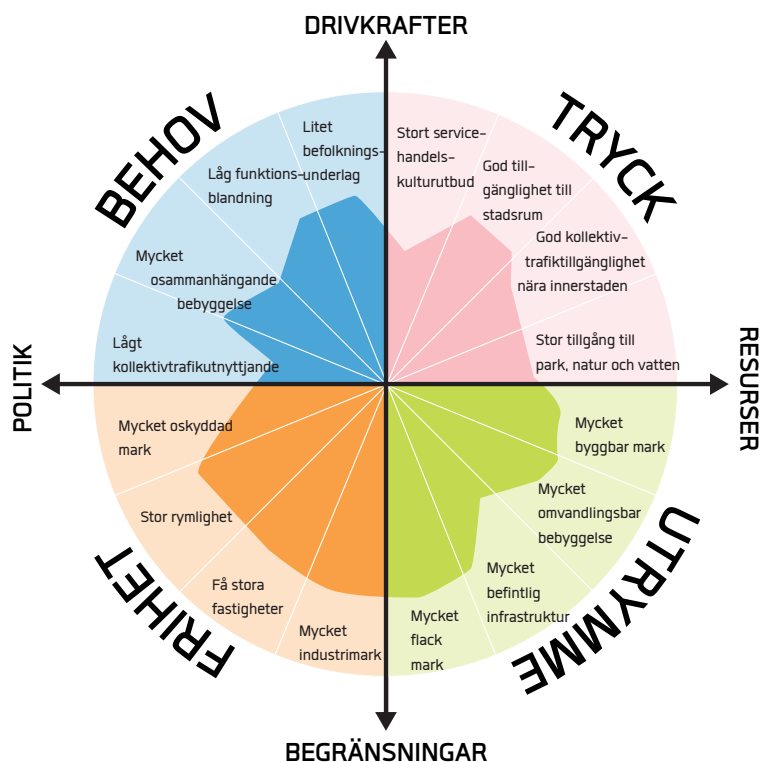 DRIVKRAFTER
BEHOV
TRYCK
Litet
befolknings-
underlag
Låg funktions-
blandning
Mycket
osammanhängande
bebyggelse
Lågt
kollektivtrafikutnyttjande
Stort service-
handels-
kulturutbud
God till-
gänglighet till
stadsrum
God kollektiv-
trafiktillgänglighet
nära innerstaden
Stor tillgång till
park, natur och vatten
POLITIK
RESURSER
Mycket oskyddad
mark
Stor rymlighet
Få stora
fastigheter
Mycket
industrimark
Mycket
byggbar mark
Mycket
omvandlingsbar
bebyggelse
Mycket
befintlig
infrastruktur
Mycket
flack
mark
FRIHET
UTRYMME
BEGRÄNSNINGAR